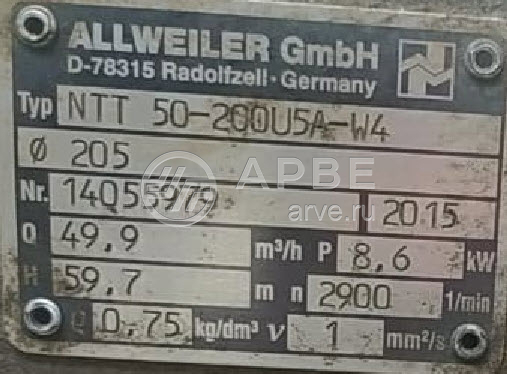 ALLWEILER GmbH
D-78315 Radolfzell · Germany
Typ NTT 50-200U5A-W4
Ø 205
АРВЕ
Nr. 14Q55979 2015
arve.ru
Q 49,9 m³/h P 8,6 kW
H 59,7 m n 2900 1/min
0,75 kg/dm³ ν 1 mm²/s